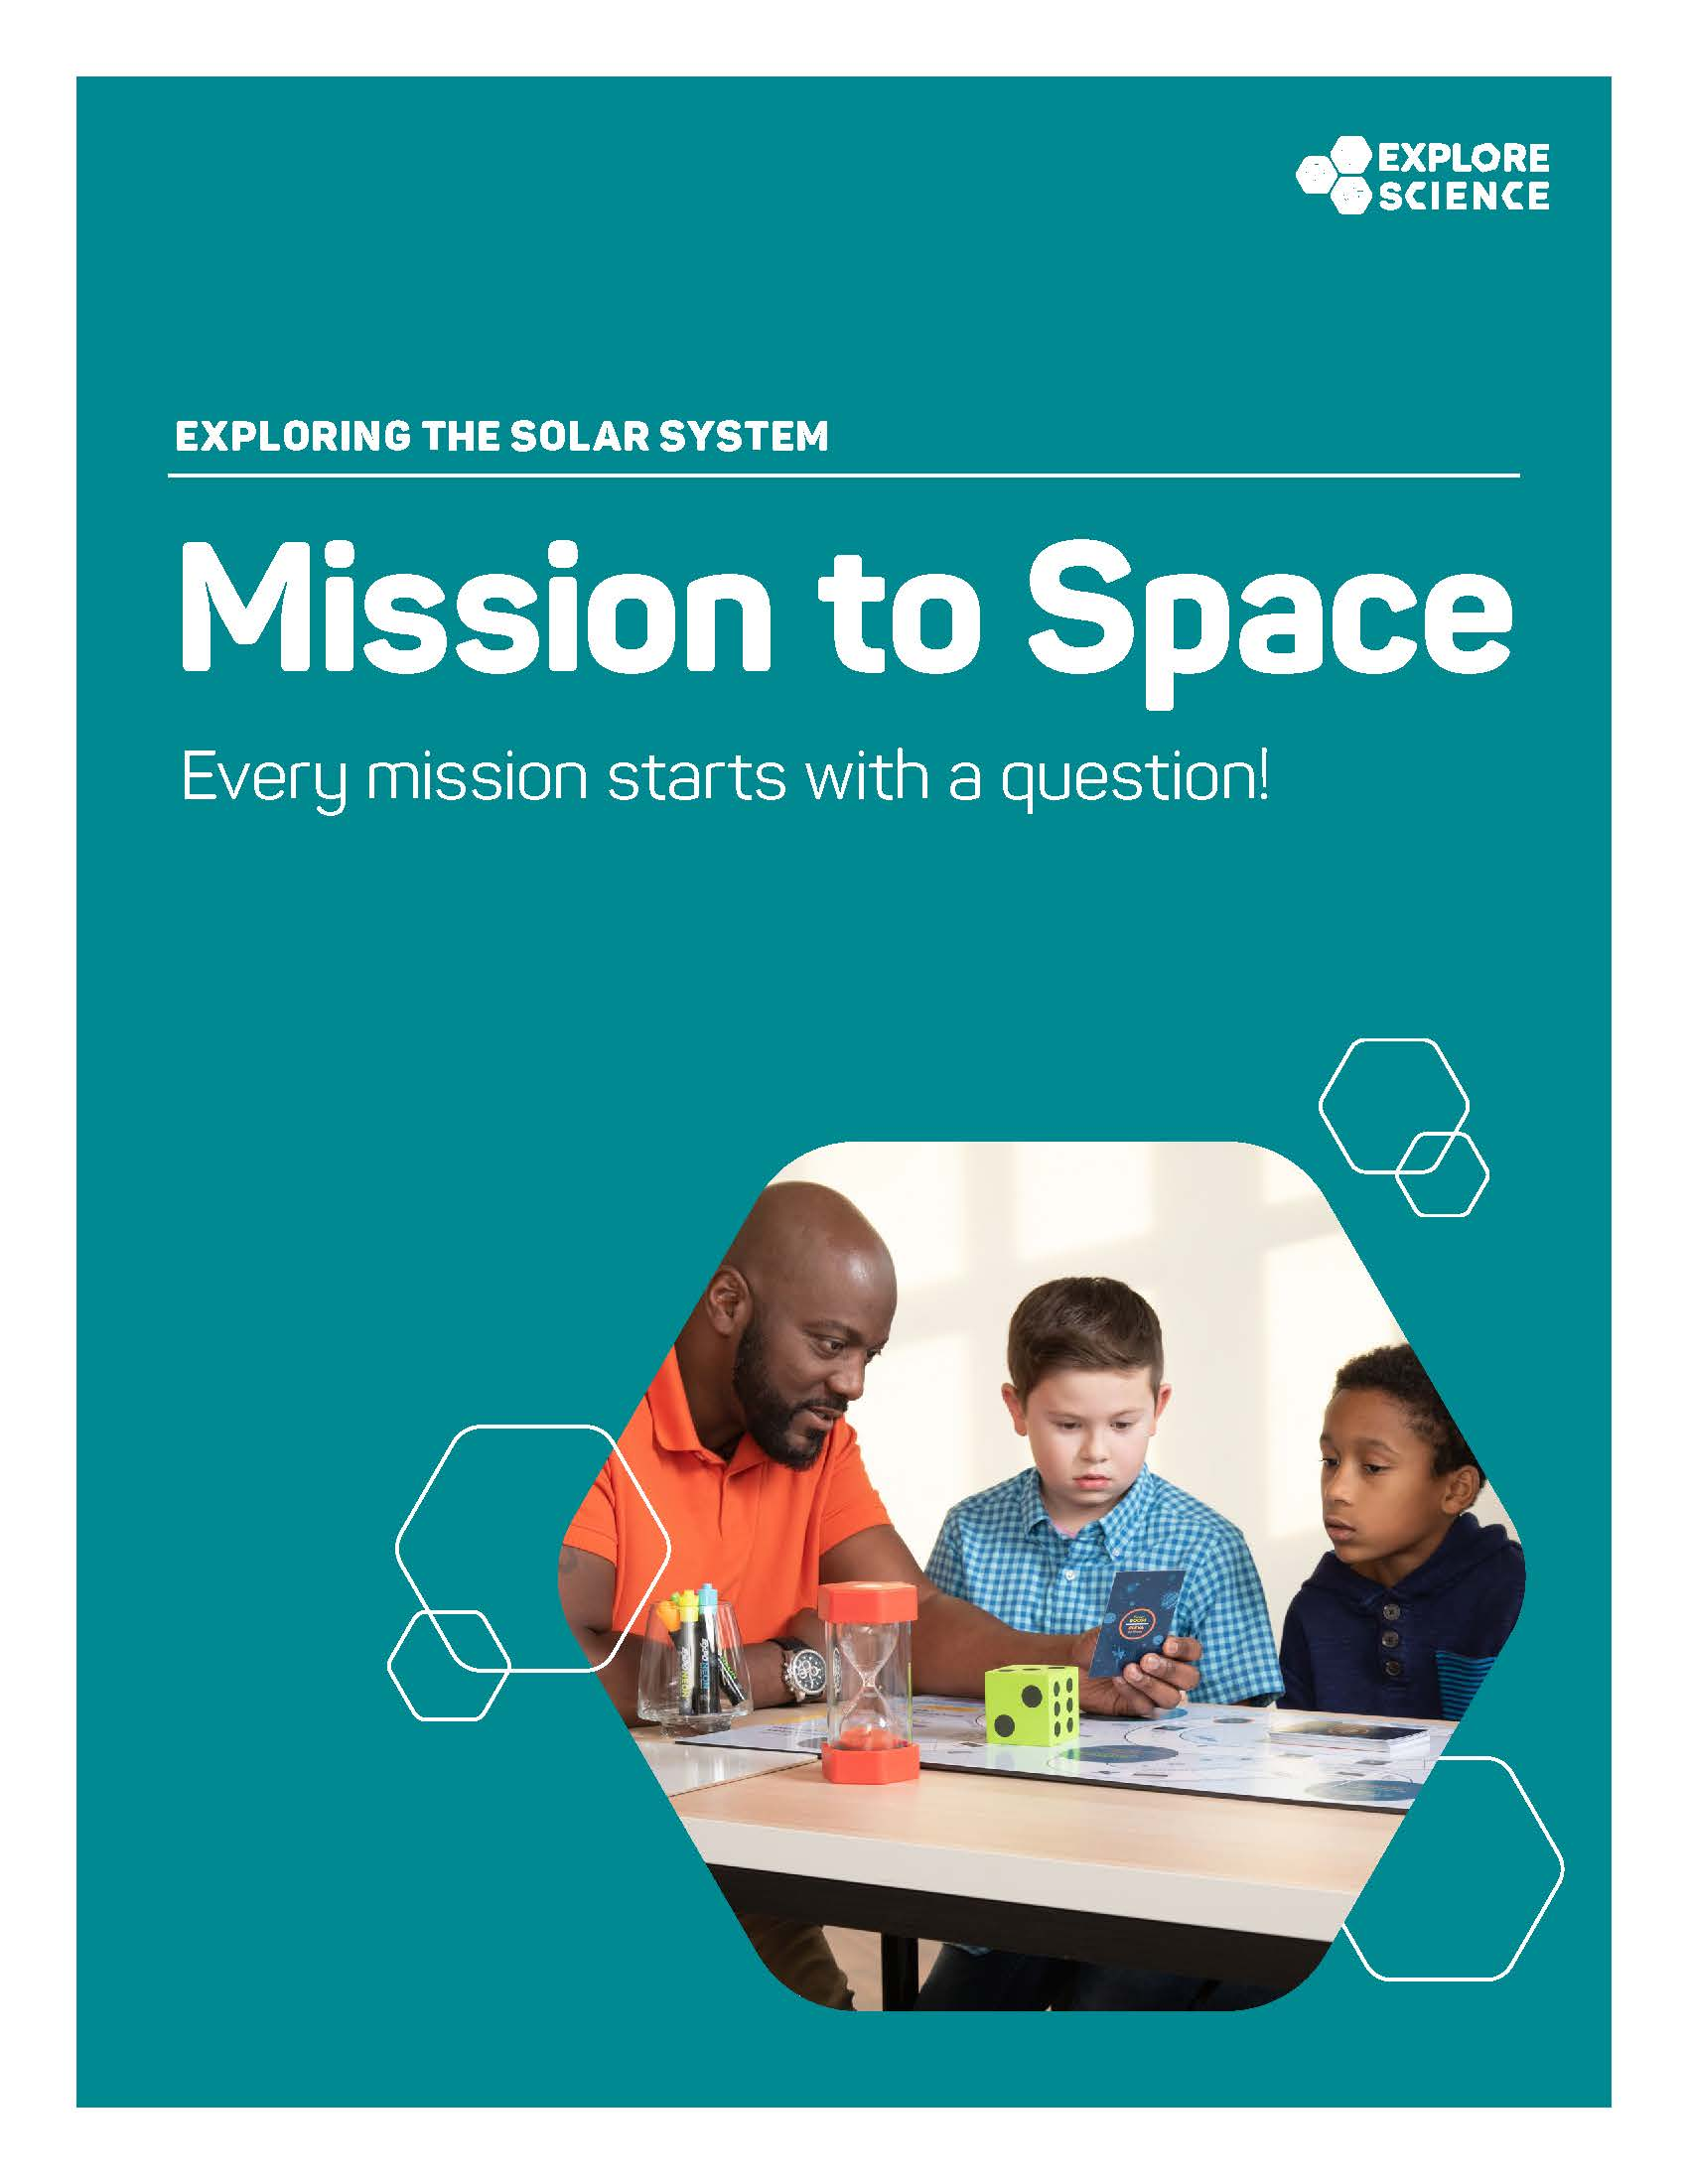 EXPLORE
SCIENCE
EXPLORING THE SOLAR SYSTEM
Mission to Space
Every mission starts with a question!